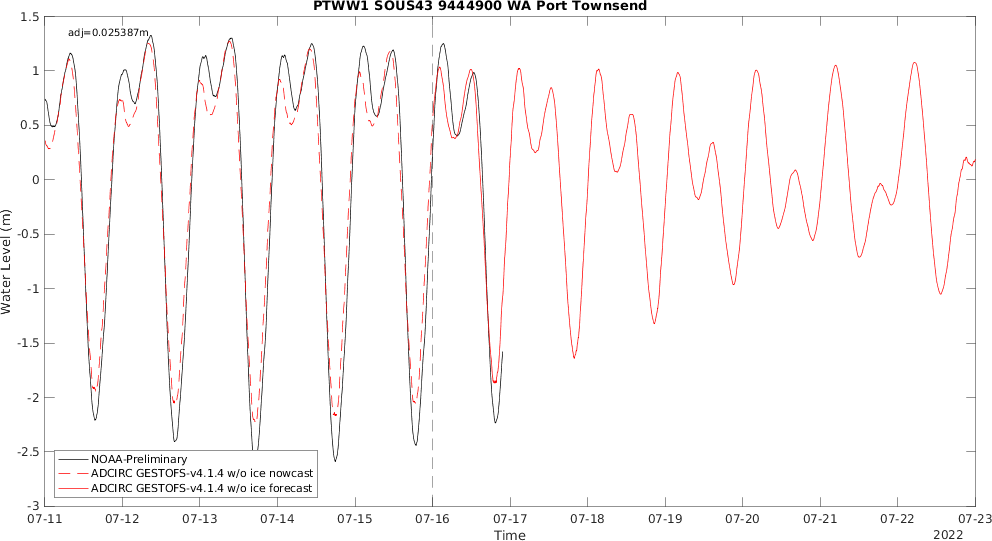 PTWW1 SOUS43 9444900 WA Port Townsend
adj=0.025387m
1.5
1
0.5
0
-0.5
-1
-1.5
-2
-2.5
-3
Water Level (m)
NOAA-Preliminary
ADCIRC GESTOFS-v4.1.4 w/o ice nowcast
ADCIRC GESTOFS-v4.1.4 w/o ice forecast
07-11 07-12 07-13 07-14 07-15 07-16 07-17 07-18 07-19 07-20 07-21 07-22 07-23
Time
2022